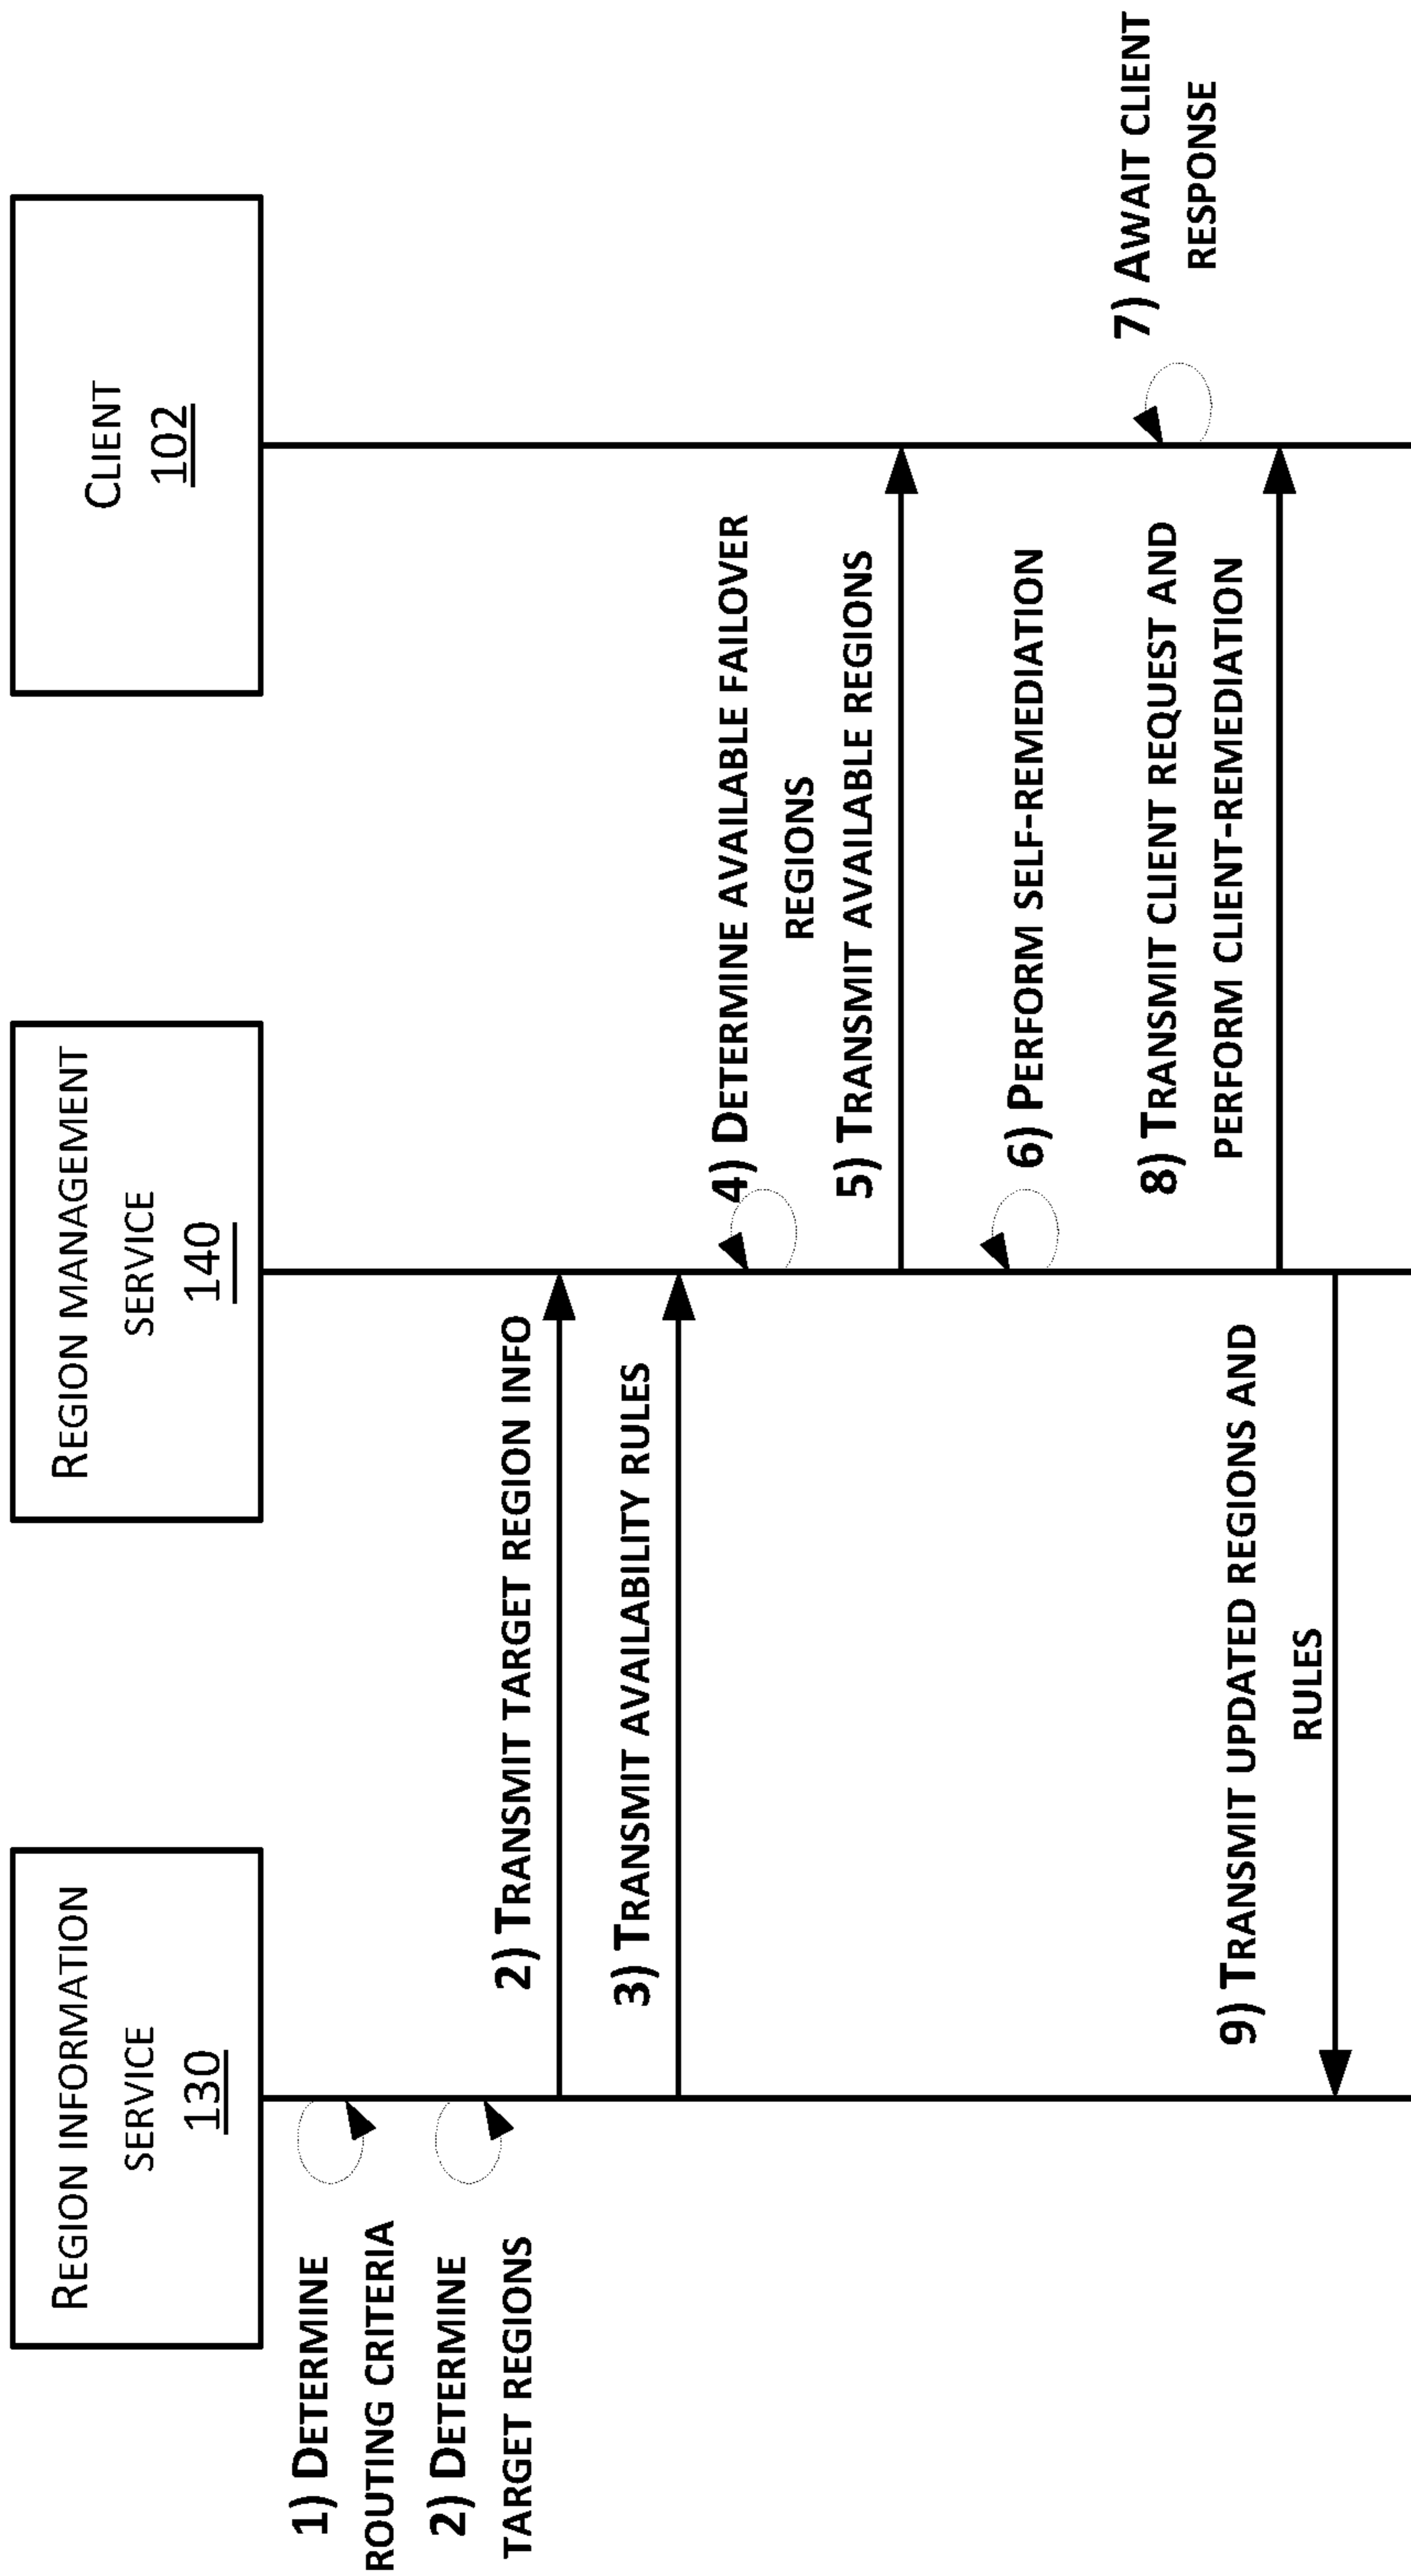 REGION INFORMATION
SERVICE
130
REGION MANAGEMENT
SERVICE
140
CLIENT
102
1) DETERMINE
ROUTING CRITERIA
2) DETERMINE
TARGET REGIONS
2) TRANSMIT TARGET REGION INFO
3) TRANSMIT AVAILABILITY RULES
4) DETERMINE AVAILABLE FAILOVER
REGIONS
5) TRANSMIT AVAILABLE REGIONS
6) PERFORM SELF-REMEDIATION
7) AWAIT CLIENT
RESPONSE
8) TRANSMIT CLIENT REQUEST AND
PERFORM CLIENT-REMEDIATION
9) TRANSMIT UPDATED REGIONS AND
RULES